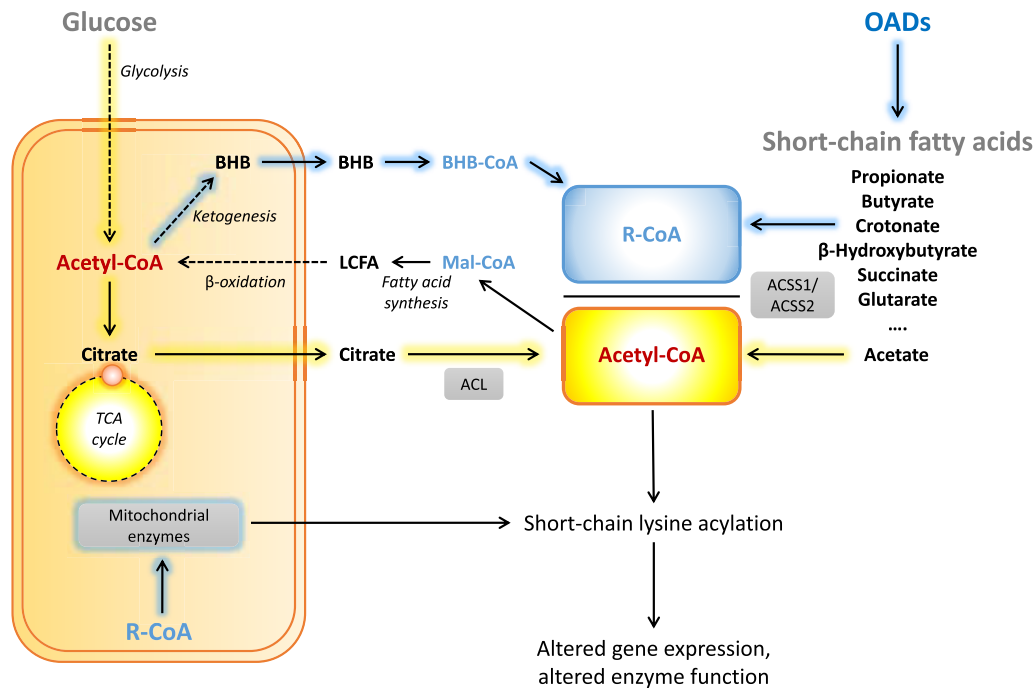 Glucose
OADs
Glycolysis
Short-chain fatty acids
BHB
BHB
BHB-CoA
Propionate
Butyrate
Crotonate
β-Hydroxybutyrate
Succinate
Glutarate
....
Acetate
Ketogenesis
R-CoA
Acetyl-CoA
β-oxidation
LCFA
Fatty acid
synthesis
Mal-CoA
ACSS1/
ACSS2
Citrate
Citrate
ACL
Acetyl-CoA
TCA
cycle
Mitochondrial
enzymes
Short-chain lysine acylation
R-CoA
Altered gene expression,
altered enzyme function